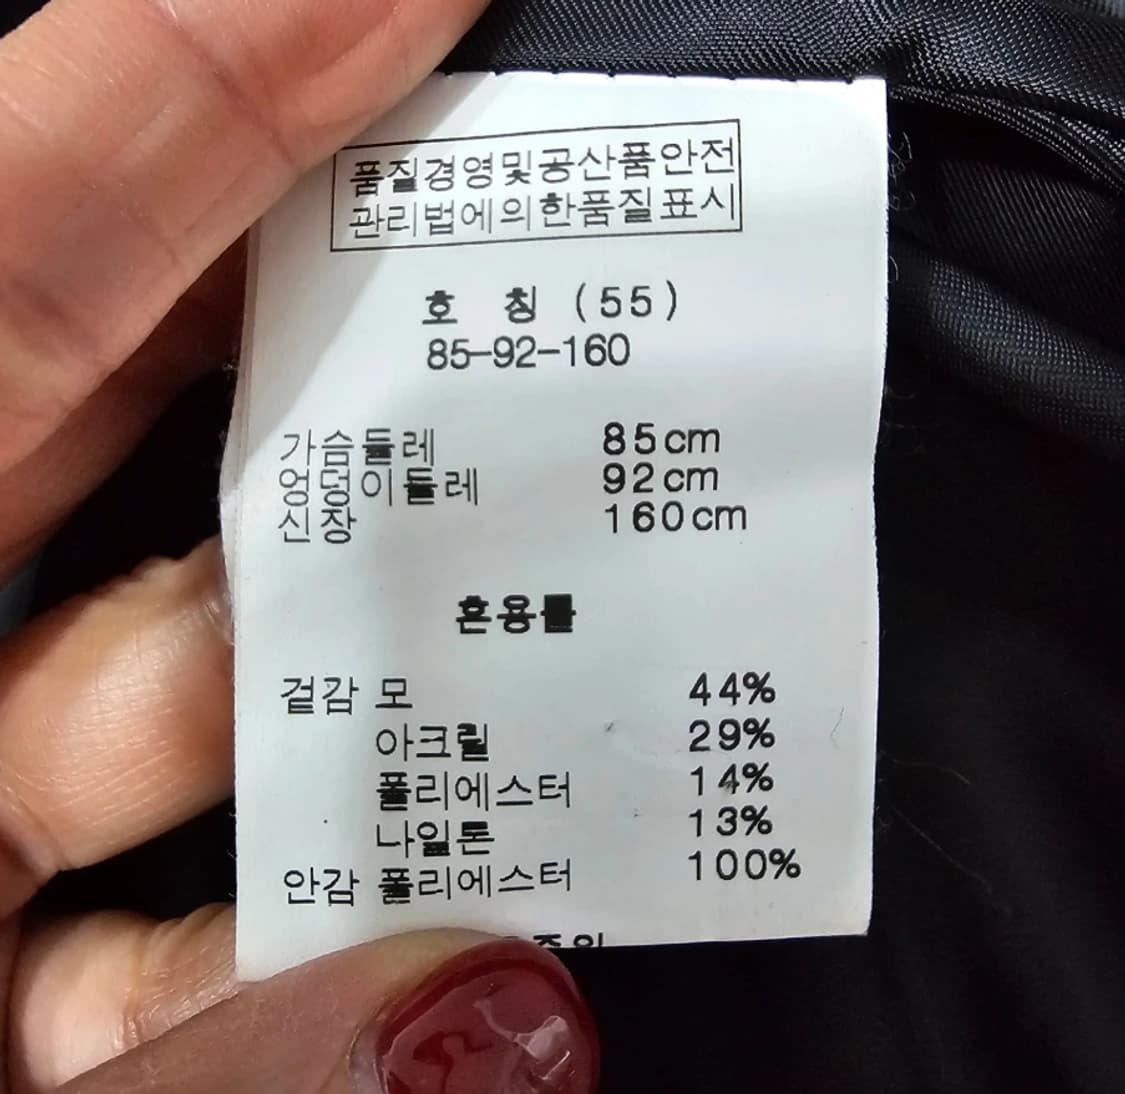 품질경영및공산품안전
관리법에의한품질표시
호 칭 (55)
85-92-160
가슴둘레 85cm
엉덩이둘레 92cm
신장 160cm
혼용률
겉감 모 44%
아크릴 29%
폴리에스터 14%
나일론 13%
안감 폴리에스터 100%